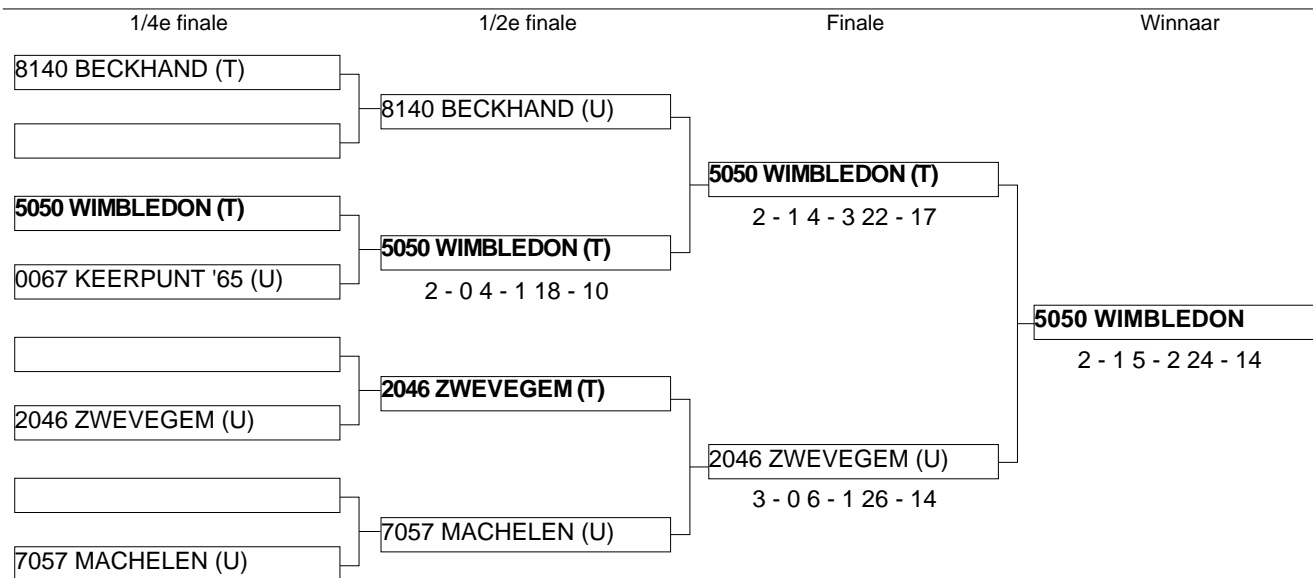 1/4e finale 1/2e finale Finale Winnaar
8140 BECKHAND (T)
8140 BECKHAND (U)
5050 WIMBLEDON (T)
2 - 1 4 - 3 22 - 17
5050 WIMBLEDON (T)
5050 WIMBLEDON (T)
0067 KEERPUNT '65 (U)
2 - 0 4 - 1 18 - 10
5050 WIMBLEDON
2 - 1 5 - 2 24 - 14
2046 ZWEVEGEM (T)
2046 ZWEVEGEM (U)
2046 ZWEVEGEM (U)
3 - 0 6 - 1 26 - 14
7057 MACHELEN (U)
7057 MACHELEN (U)